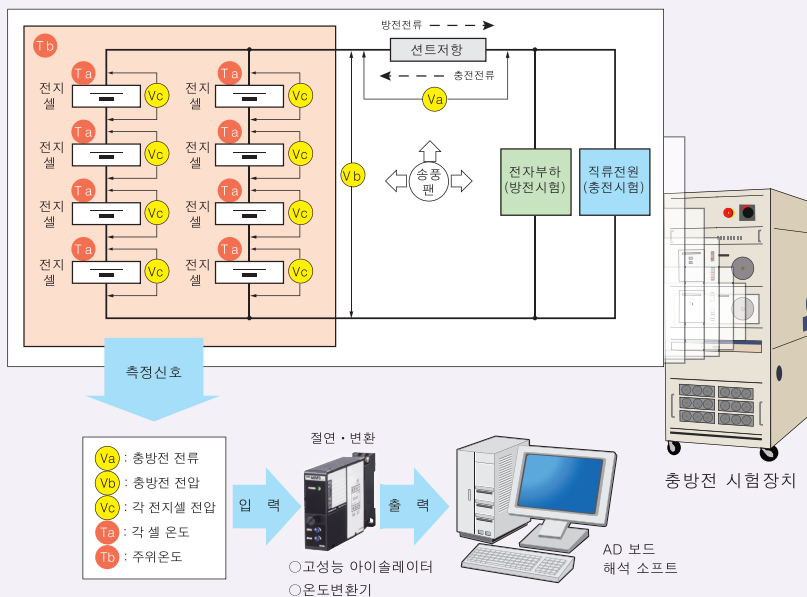 방전전류
션트저항
충전전류
Va
Tb
Ta
Ta
전지
셀
Vc
전지
셀
Vc
Ta
Ta
전지
셀
Vc
전지
셀
Vc
Vb
송풍
팬
전자부하
(방전시험)
직류전원
(충전시험)
Ta
Ta
전지
셀
Vc
전지
셀
Vc
Ta
Ta
전지
셀
Vc
전지
셀
Vc
측정신호
충방전 시험장치
Va : 충방전 전류
Vb : 충방전 전압
Vc : 각 전지셀 전압
Ta : 각 셀 온도
Tb : 주위온도
입 력
절연・변환
출 력
○고성능 아이솔레이터
○온도변환기
AD 보드
해석 소프트